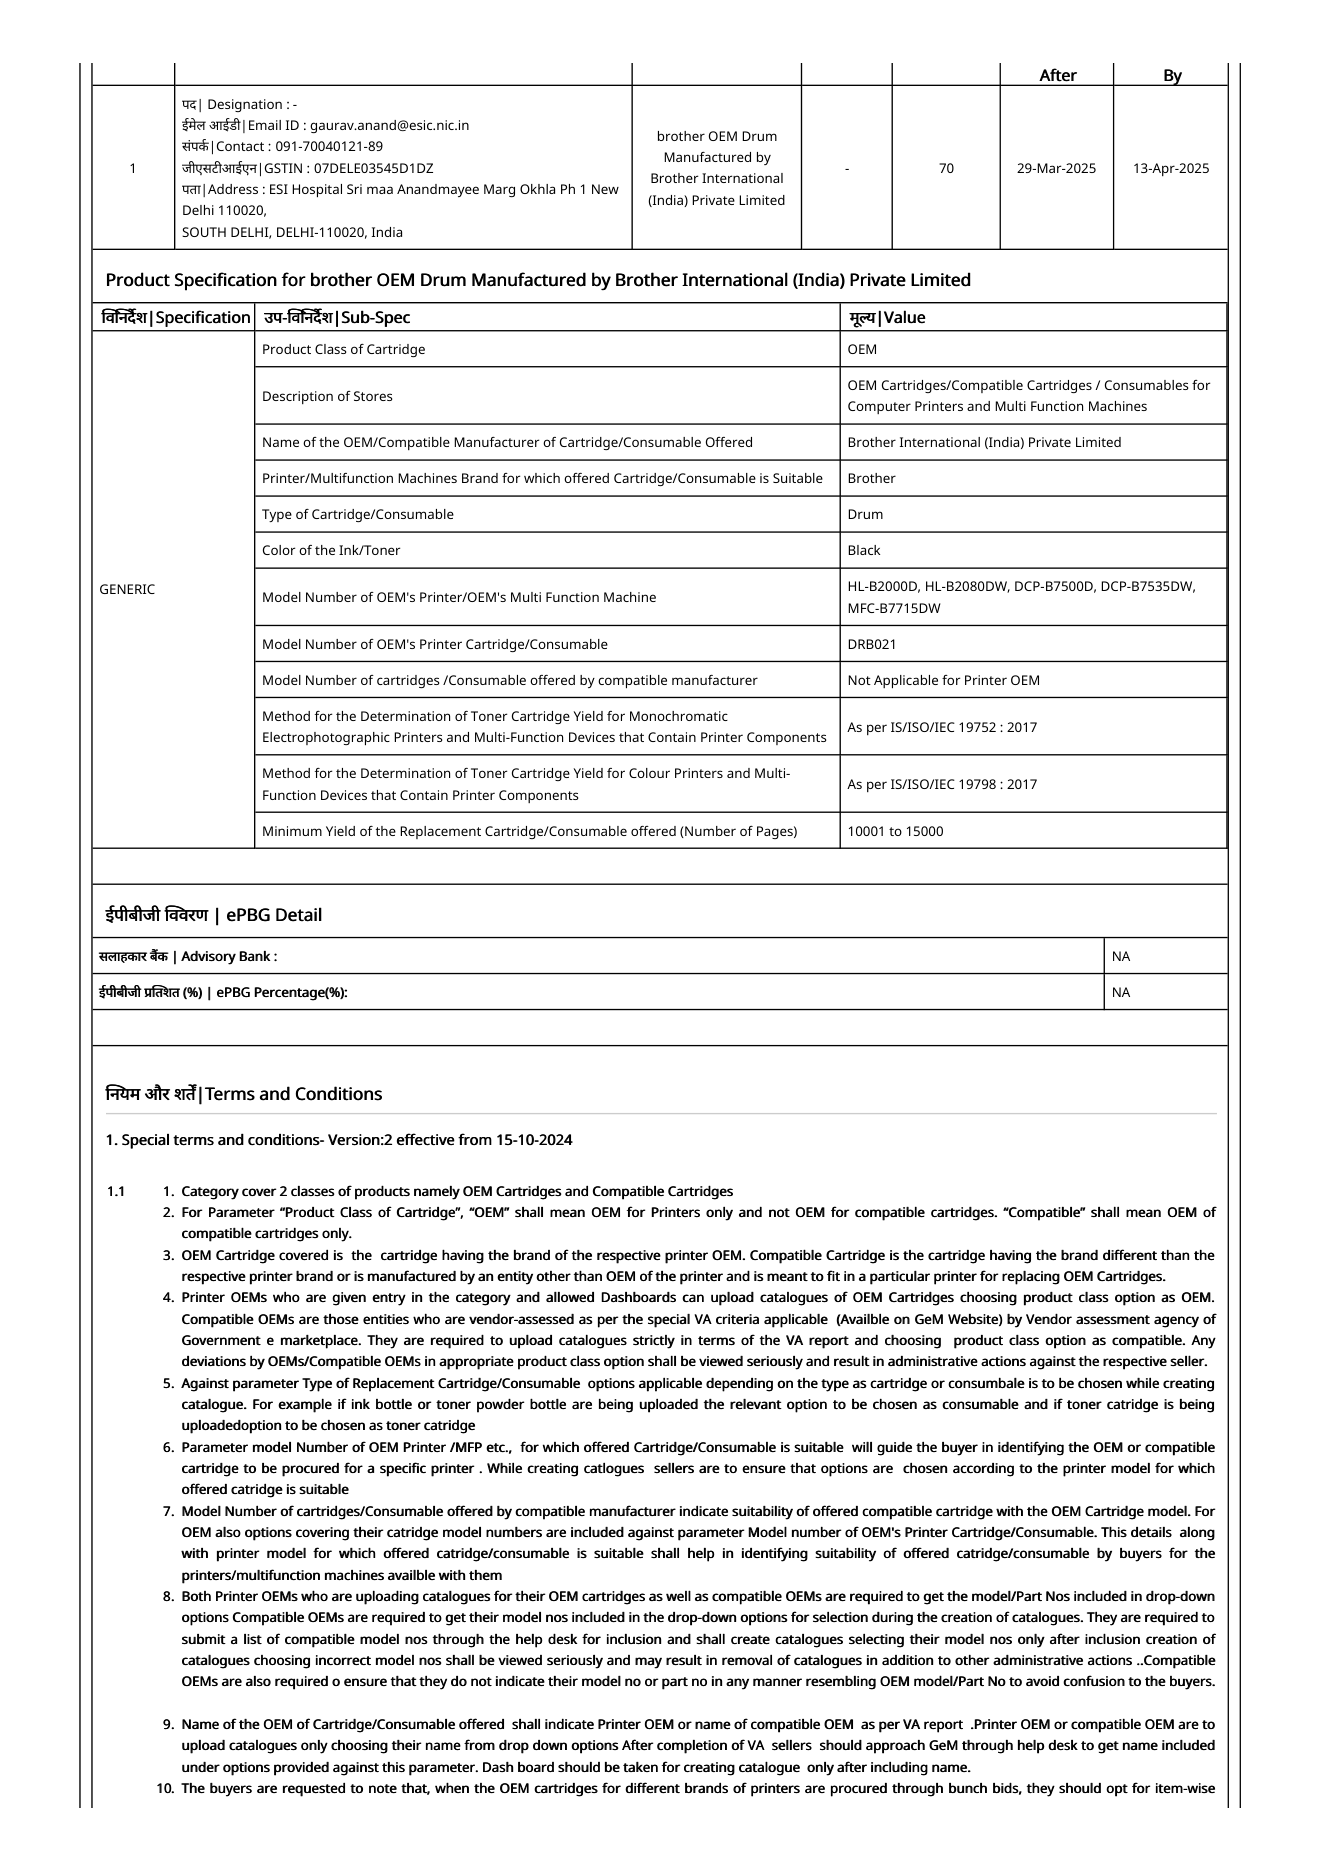 After By
पद| Designation : -
ईमेल आईडी|Email ID : gaurav.anand@esic.nic.in
संपर्क|Contact : 091-70040121-89
जीएसटीआईएन|GSTIN : 07DELE03545D1DZ
पता|Address : ESI Hospital Sri maa Anandmayee Marg Okhla Ph 1 New
Delhi 110020,
SOUTH DELHI, DELHI-110020, India
1
brother OEM Drum
Manufactured by
Brother International
(India) Private Limited
- 70 29-Mar-2025 13-Apr-2025
Product Specification for brother OEM Drum Manufactured by Brother International (India) Private Limited
विनिर्देश|Specification उप-विनिर्देश|Sub-Spec मूल्य|Value
GENERIC
Product Class of Cartridge OEM
Description of Stores OEM Cartridges/Compatible Cartridges / Consumables for
Computer Printers and Multi Function Machines
Name of the OEM/Compatible Manufacturer of Cartridge/Consumable Offered Brother International (India) Private Limited
Printer/Multifunction Machines Brand for which offered Cartridge/Consumable is Suitable Brother
Type of Cartridge/Consumable Drum
Color of the Ink/Toner Black
Model Number of OEM's Printer/OEM's Multi Function Machine HL-B2000D, HL-B2080DW, DCP-B7500D, DCP-B7535DW,
MFC-B7715DW
Model Number of OEM's Printer Cartridge/Consumable DRB021
Model Number of cartridges /Consumable offered by compatible manufacturer Not Applicable for Printer OEM
Method for the Determination of Toner Cartridge Yield for Monochromatic
Electrophotographic Printers and Multi-Function Devices that Contain Printer Components As per IS/ISO/IEC 19752 : 2017
Method for the Determination of Toner Cartridge Yield for Colour Printers and Multi-
Function Devices that Contain Printer Components As per IS/ISO/IEC 19798 : 2017
Minimum Yield of the Replacement Cartridge/Consumable offered (Number of Pages) 10001 to 15000
ईपीबीजी विवरण | ePBG Detail
सलाहकार बैंक | Advisory Bank : NA
ईपीबीजी प्रतिशत (%) | ePBG Percentage(%): NA
नियम और शर्तें|Terms and Conditions
1. Special terms and conditions- Version:2 effective from 15-10-2024
1.1 1. Category cover 2 classes of products namely OEM Cartridges and Compatible Cartridges
2. For Parameter “Product Class of Cartridge”, “OEM” shall mean OEM for Printers only and not OEM for compatible cartridges. “Compatible” shall mean OEM of
compatible cartridges only.
3. OEM Cartridge covered is the cartridge having the brand of the respective printer OEM. Compatible Cartridge is the cartridge having the brand different than the
respective printer brand or is manufactured by an entity other than OEM of the printer and is meant to fit in a particular printer for replacing OEM Cartridges.
4. Printer OEMs who are given entry in the category and allowed Dashboards can upload catalogues of OEM Cartridges choosing product class option as OEM.
Compatible OEMs are those entities who are vendor-assessed as per the special VA criteria applicable (Availble on GeM Website) by Vendor assessment agency of
Government e marketplace. They are required to upload catalogues strictly in terms of the VA report and choosing product class option as compatible. Any
deviations by OEMs/Compatible OEMs in appropriate product class option shall be viewed seriously and result in administrative actions against the respective seller.
5. Against parameter Type of Replacement Cartridge/Consumable options applicable depending on the type as cartridge or consumbale is to be chosen while creating
catalogue. For example if ink bottle or toner powder bottle are being uploaded the relevant option to be chosen as consumable and if toner catridge is being
uploadedoption to be chosen as toner catridge
6. Parameter model Number of OEM Printer /MFP etc., for which offered Cartridge/Consumable is suitable will guide the buyer in identifying the OEM or compatible
cartridge to be procured for a specific printer . While creating catlogues sellers are to ensure that options are chosen according to the printer model for which
offered catridge is suitable
7. Model Number of cartridges/Consumable offered by compatible manufacturer indicate suitability of offered compatible cartridge with the OEM Cartridge model. For
OEM also options covering their catridge model numbers are included against parameter Model number of OEM's Printer Cartridge/Consumable. This details along
with printer model for which offered catridge/consumable is suitable shall help in identifying suitability of offered catridge/consumable by buyers for the
printers/multifunction machines availble with them
8. Both Printer OEMs who are uploading catalogues for their OEM cartridges as well as compatible OEMs are required to get the model/Part Nos included in drop-down
options Compatible OEMs are required to get their model nos included in the drop-down options for selection during the creation of catalogues. They are required to
submit a list of compatible model nos through the help desk for inclusion and shall create catalogues selecting their model nos only after inclusion creation of
catalogues choosing incorrect model nos shall be viewed seriously and may result in removal of catalogues in addition to other administrative actions ..Compatible
OEMs are also required o ensure that they do not indicate their model no or part no in any manner resembling OEM model/Part No to avoid confusion to the buyers.
9. Name of the OEM of Cartridge/Consumable offered shall indicate Printer OEM or name of compatible OEM as per VA report .Printer OEM or compatible OEM are to
upload catalogues only choosing their name from drop down options After completion of VA sellers should approach GeM through help desk to get name included
under options provided against this parameter. Dash board should be taken for creating catalogue only after including name.
10. The buyers are requested to note that, when the OEM cartridges for different brands of printers are procured through bunch bids, they should opt for item-wise